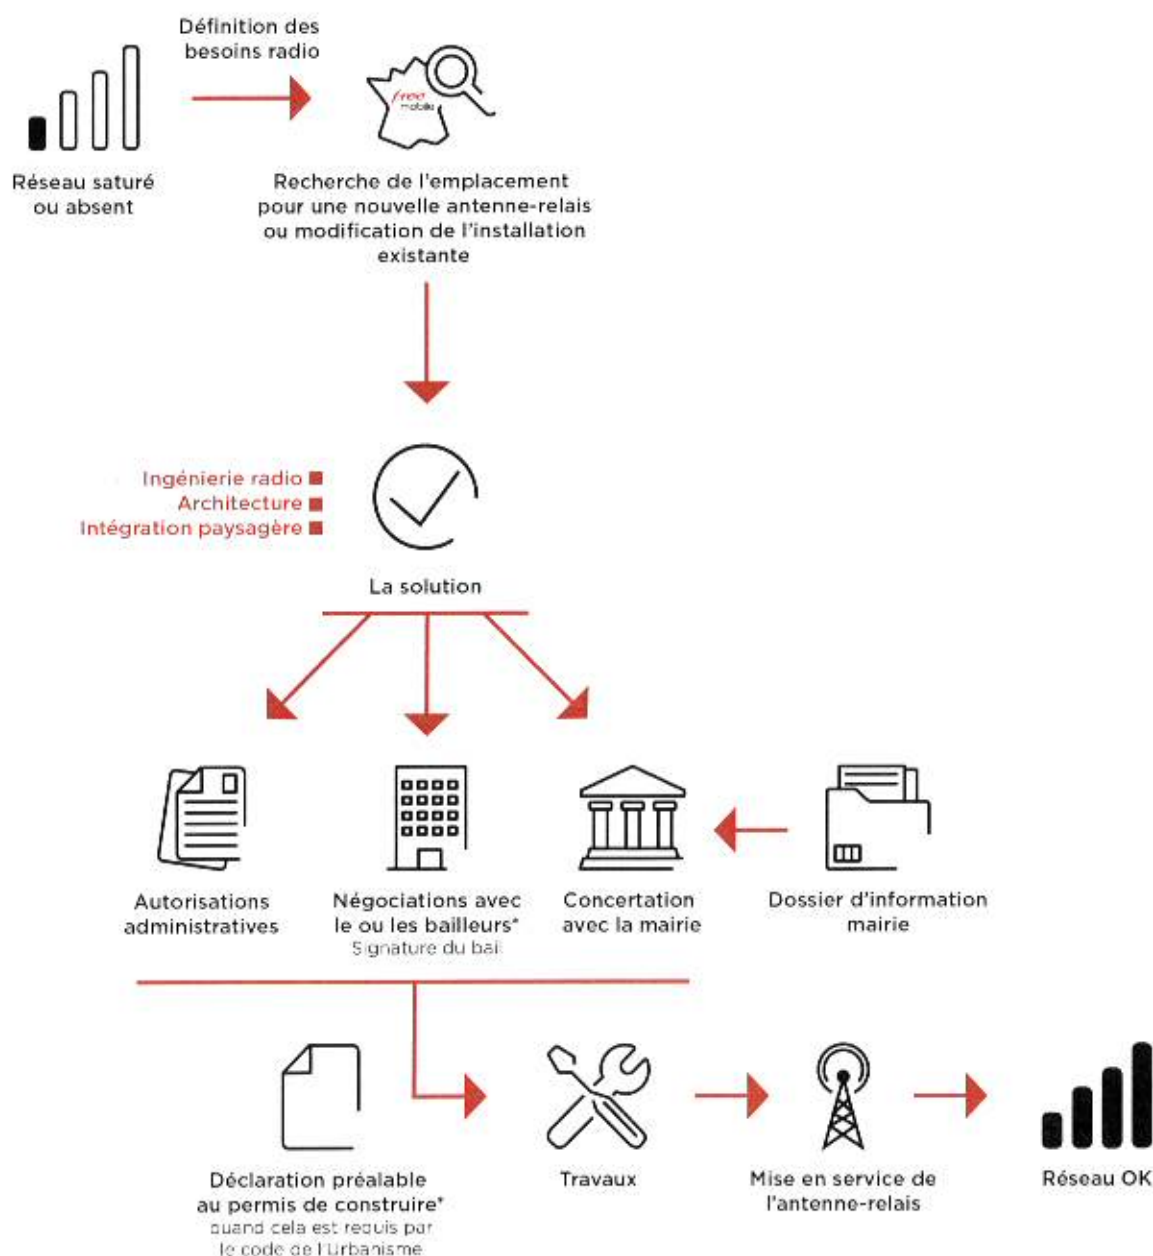 Définition des
besoins radio
free
mobile
Réseau saturé
ou absent
Recherche de l'emplacement
pour une nouvelle antenne-relais
ou modification de l'installation
existante
Ingénierie radio
Architecture
Intégration paysagère
La solution
Autorisations
administratives
Négociations avec
le ou les bailleurs*
Signature du bail
Concertation
avec la mairie
Dossier d'information
mairie
Déclaration préalable
au permis de construire*
quand cela est requis par
le code de l'Urbanisme
Travaux
Mise en service de
l'antenne-relais
Réseau OK